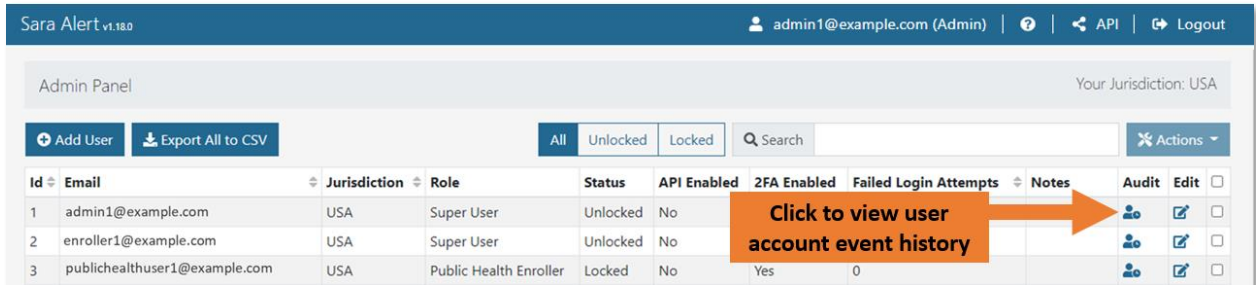 Sara Alert v1.18.0 admin1@example.com (Admin) | ? | API | Logout
Admin Panel Your Jurisdiction: USA
Add User Export All to CSV All Unlocked Locked Search Actions
Id Email Jurisdiction Role Status API Enabled 2FA Enabled Failed Login Attempts Notes Audit Edit
1 admin1@example.com USA Super User Unlocked No
2 enroller1@example.com USA Super User Unlocked No
3 publichealthuser1@example.com USA Public Health Enroller Locked No Yes 0
Click to view user
account event history